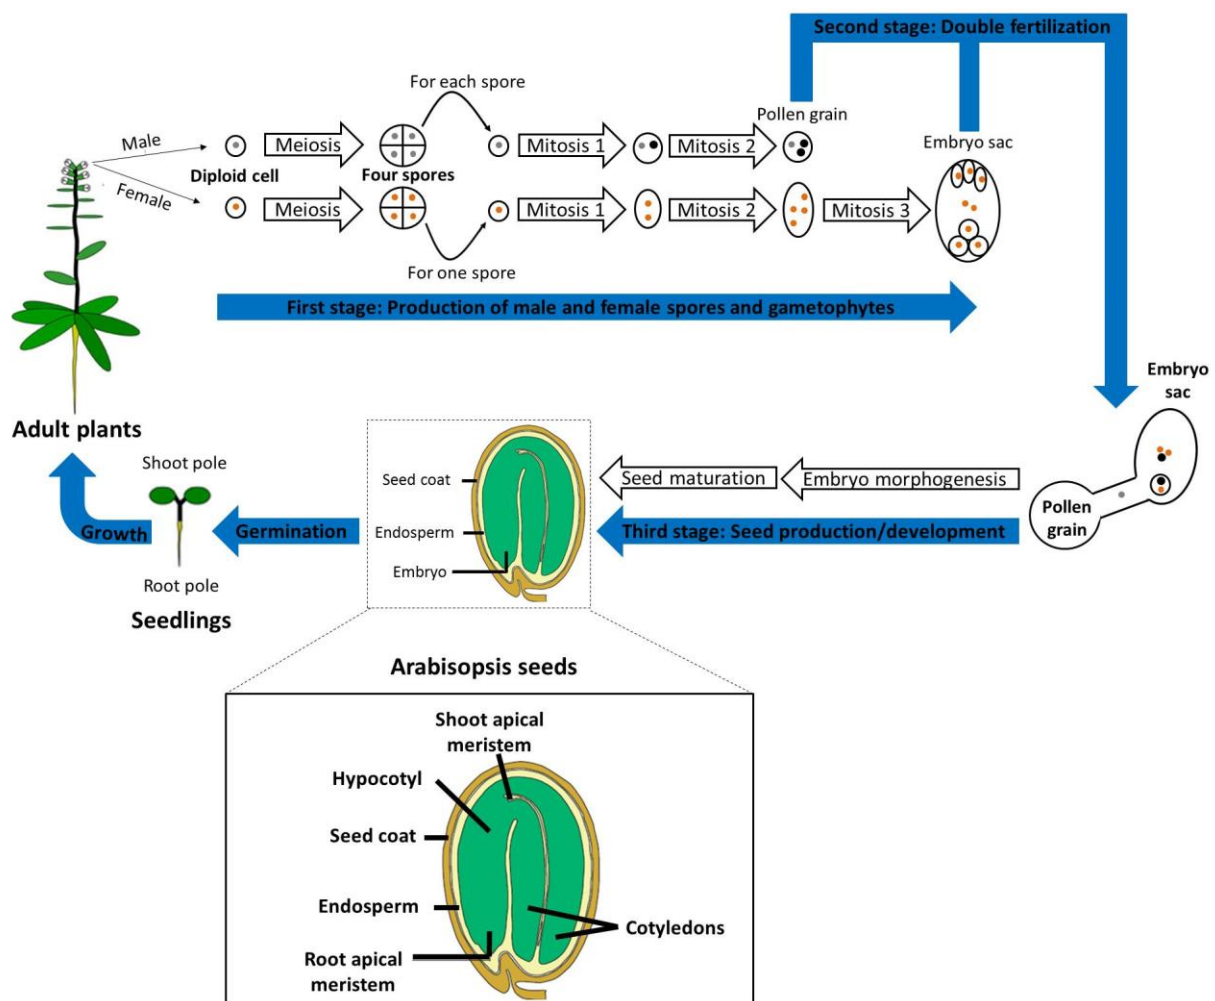 Second stage: Double fertilization
For each spore
Pollen grain
Male
Meiosis
Mitosis 1
Mitosis 2
Embryo sac
Diploid cell
Four spores
Female
Meiosis
Mitosis 1
Mitosis 2
Mitosis 3
For one spore
First stage: Production of male and female spores and gametophytes
Embryo
sac
Adult plants
Shoot pole
Seed coat
Seed maturation
Embryo morphogenesis
Pollen
grain
Growth
Germination
Endosperm
Third stage: Seed production/development
Embryo
Root pole
Seedlings
Arabisopsis seeds
Shoot apical
meristem
Hypocotyl
Seed coat
Endosperm
Cotyledons
Root apical
meristem